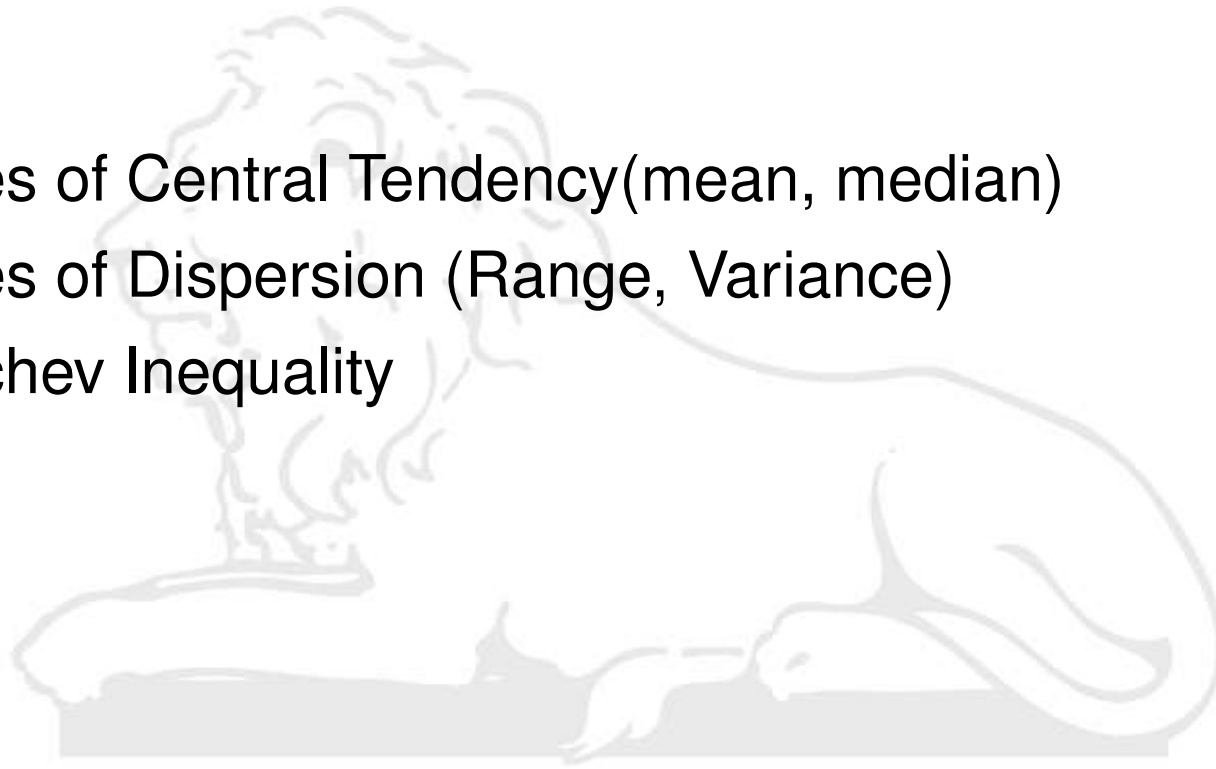 es of Central Tendency(mean, median)
es of Dispersion (Range, Variance)
chev Inequality